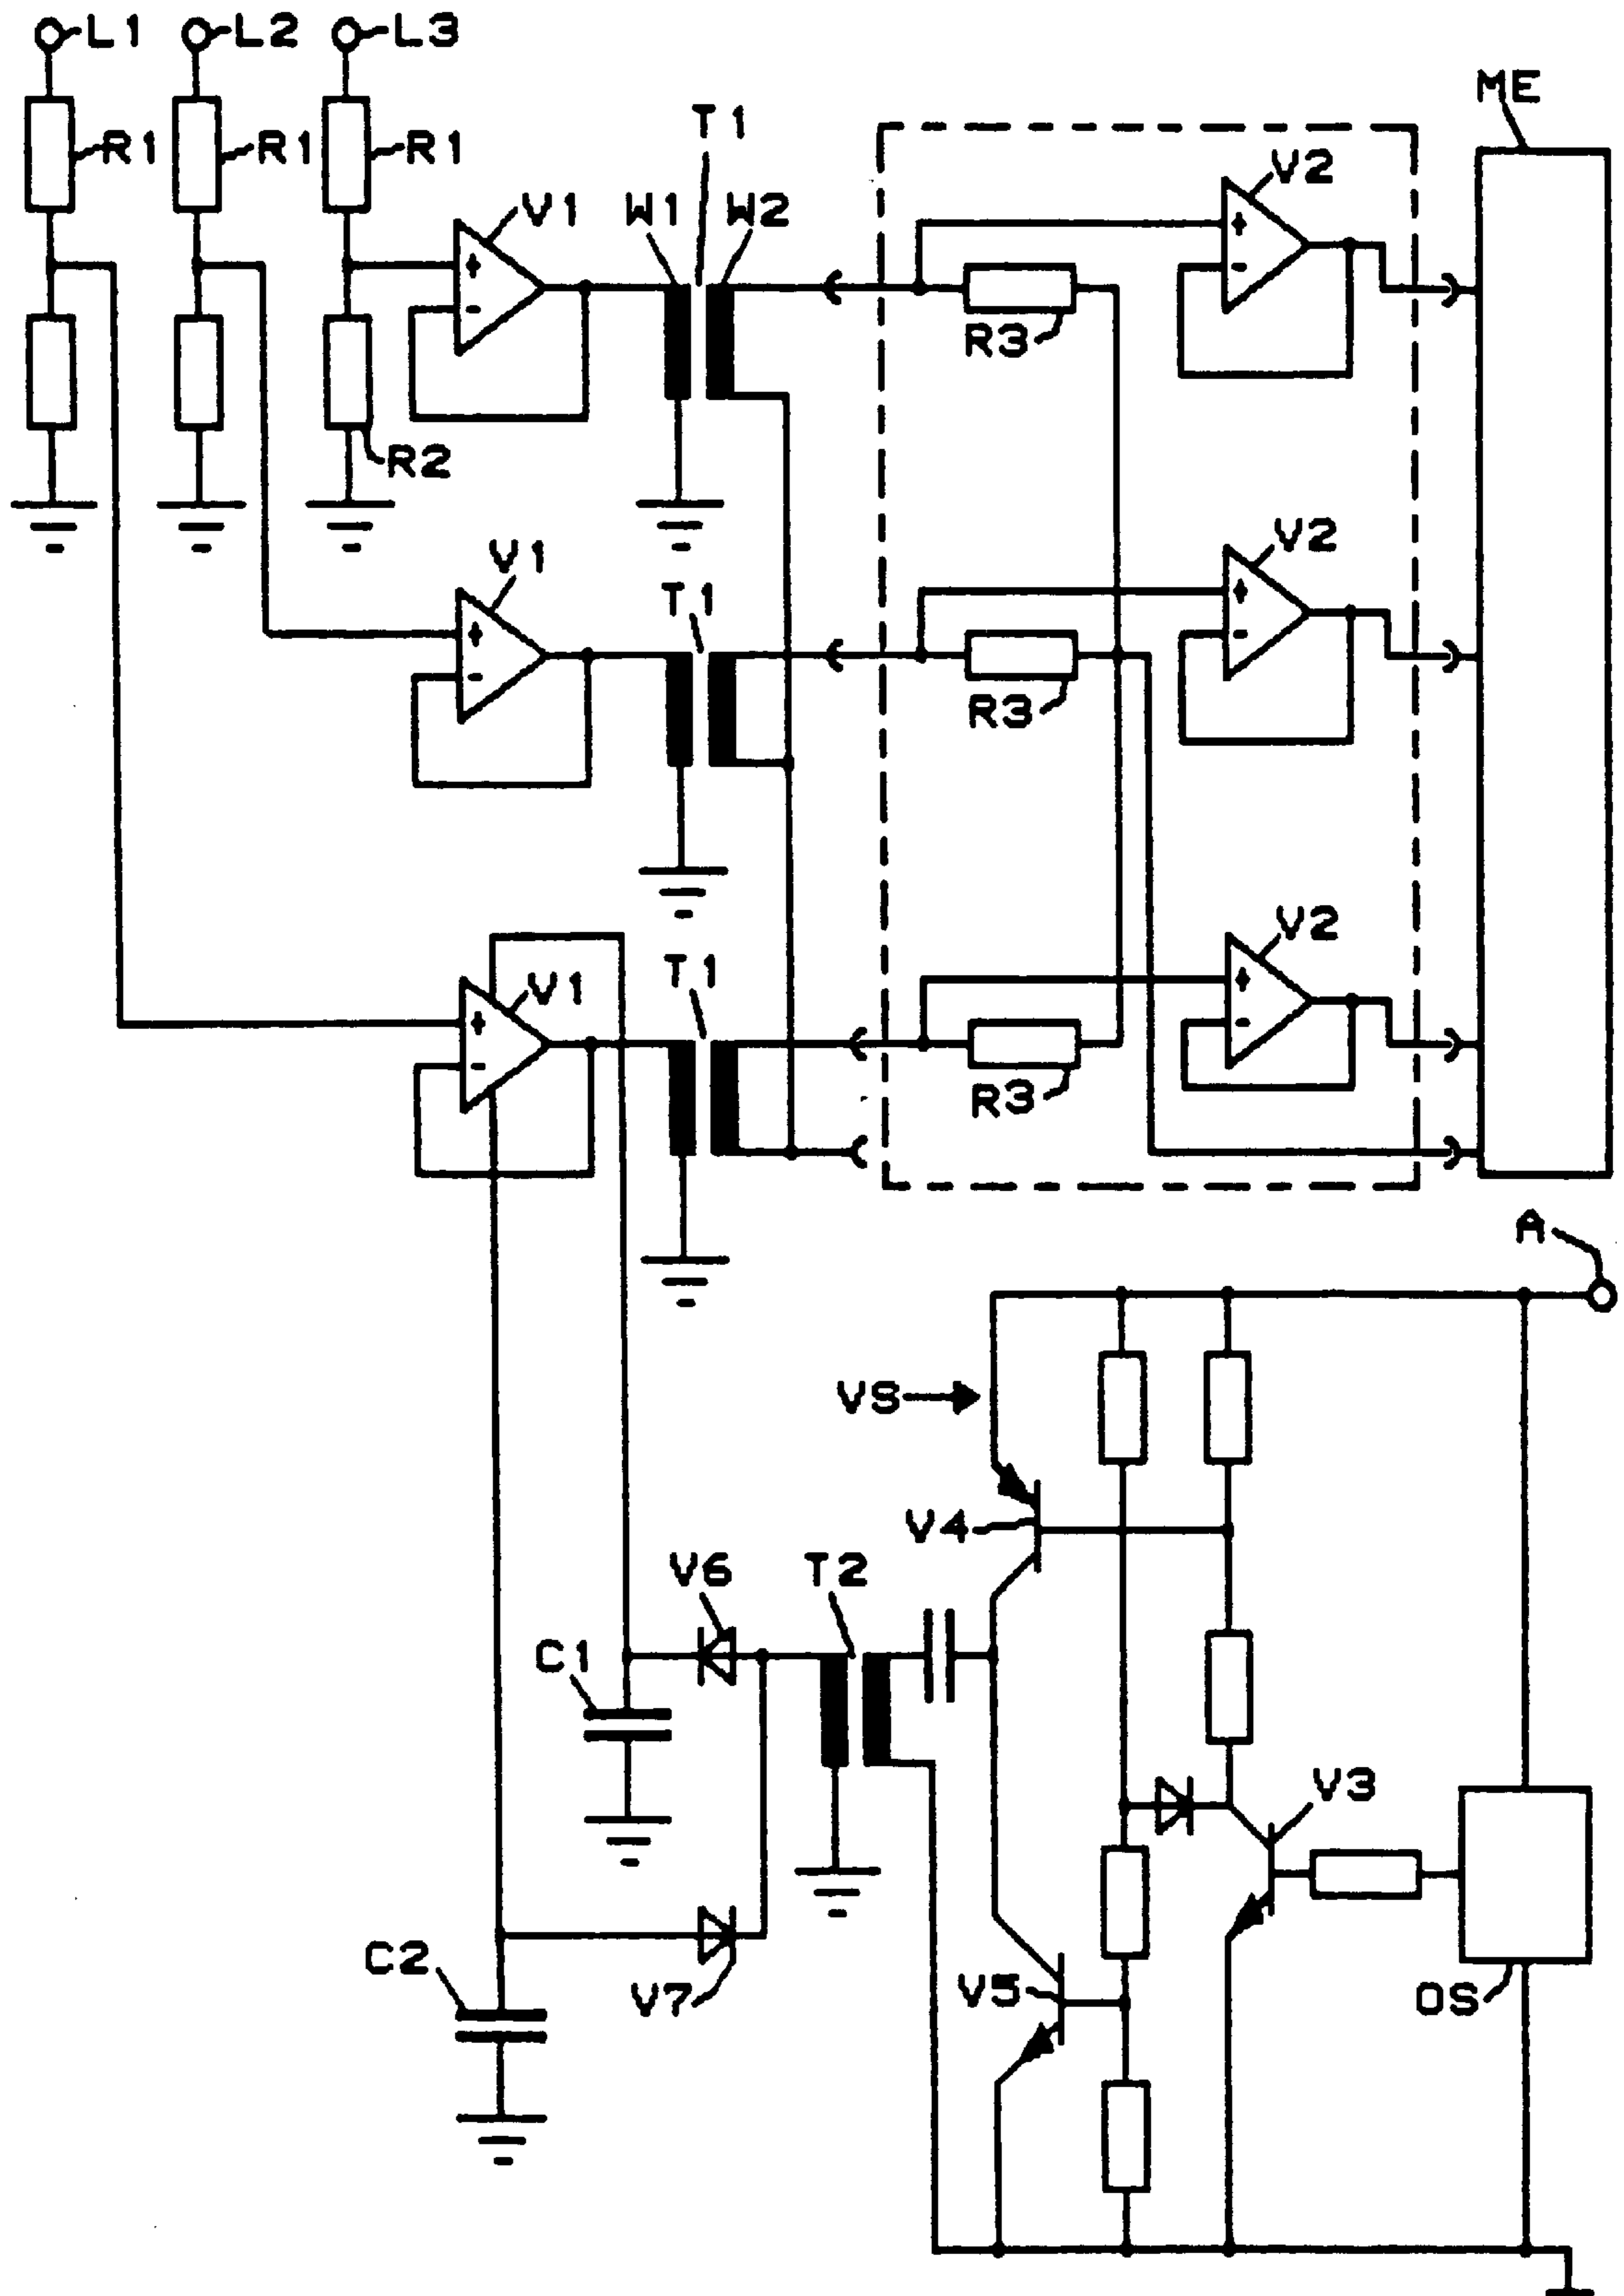 L1 L2 L3
ME
T1
R1 R1 R1
V2
V1 W1 W2
+
+
-
-
R3
R2
V2
V1
T1
+
+
-
-
R3
V2
T1
V1
+
+
-
-
R3
A
VS
V4
V6 T2
C1
V3
C2
V7
V5
OS